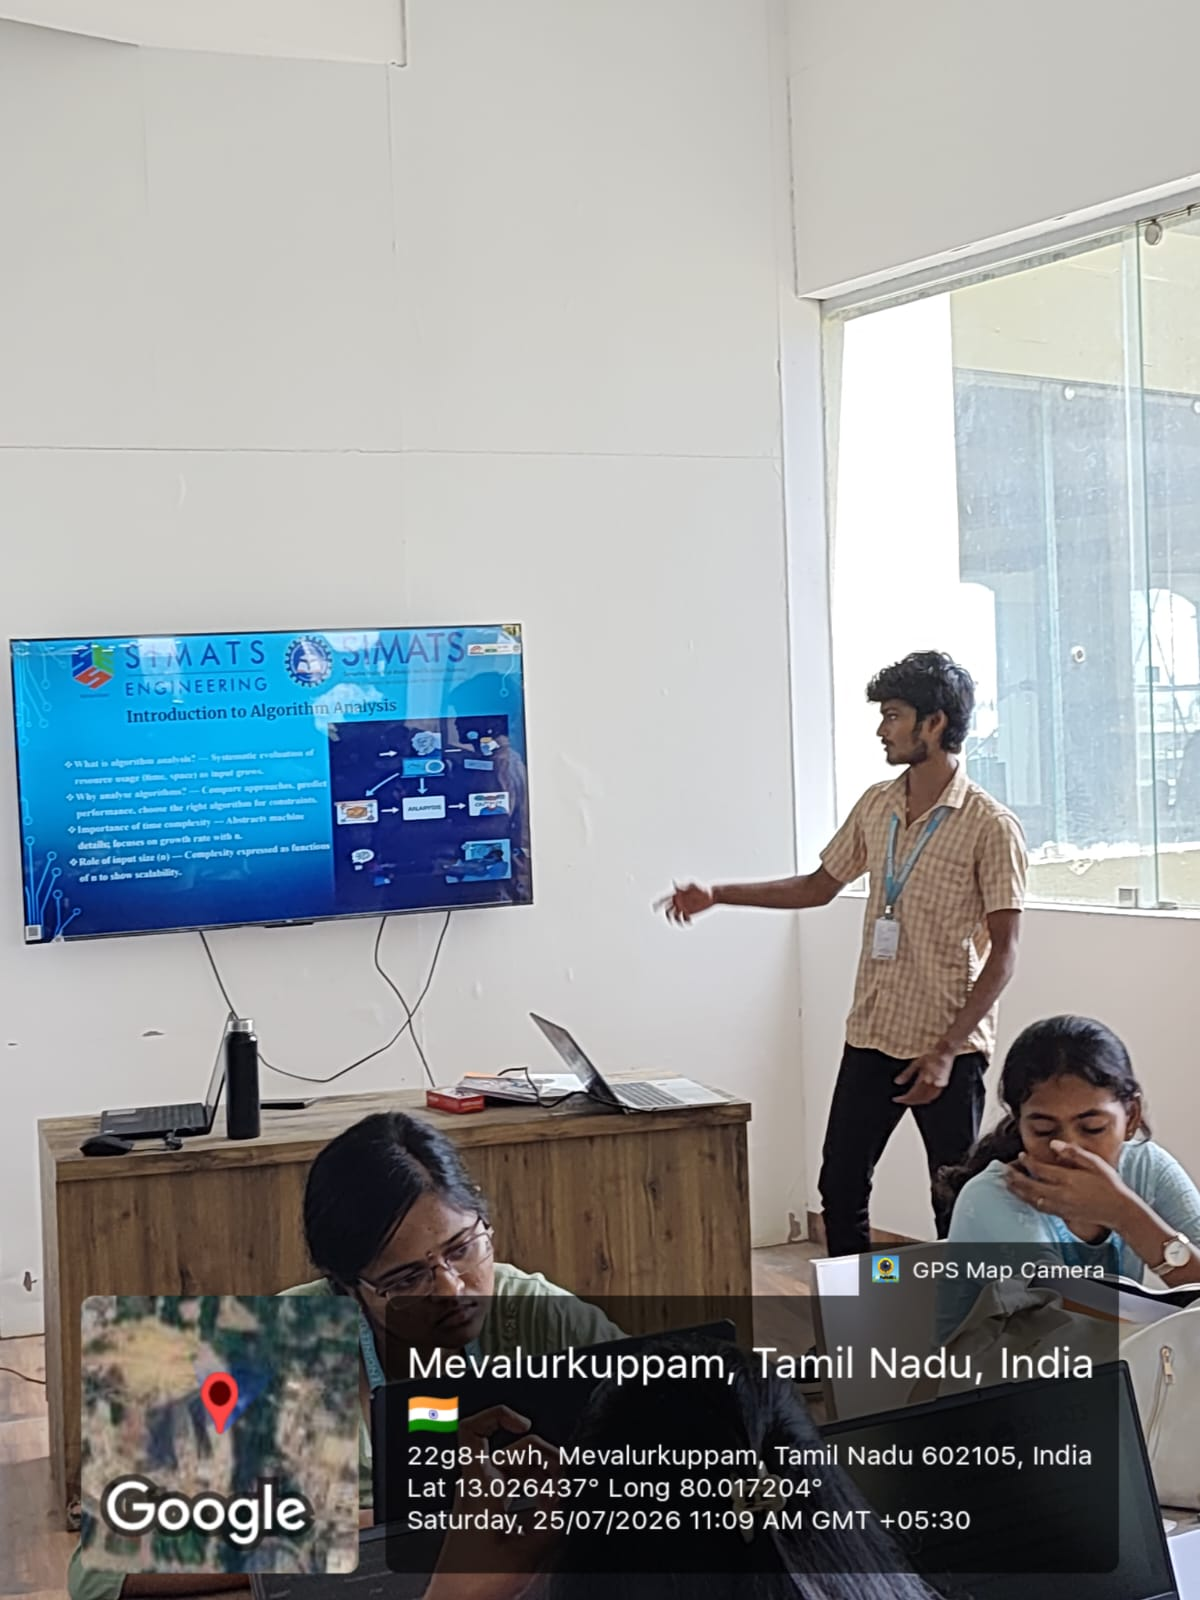 SIMATS
ENGINEERING
SIMATS
Introduction to Algorithm Analysis
❖What is algorithm analysis? — Systematic evaluation of
resource usage (time, space) as input grows.
❖Why analyse algorithms? — Compare approaches, predict
performance, choose the right algorithm for constraints.
❖Importance of time complexity — Abstracts machine
details; focuses on growth rate with n.
❖Role of input size (n) — Complexity expressed as functions
of n to show scalability.
ANALAYSIS
GPS Map Camera
Google
Mevalurkuppam, Tamil Nadu, India
22g8+cwh, Mevalurkuppam, Tamil Nadu 602105, India
Lat 13.026437° Long 80.017204°
Saturday, 25/07/2026 11:09 AM GMT +05:30